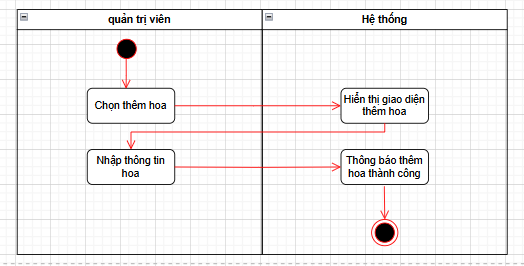 quản trị viên
Hệ thống
Chọn thêm hoa
Hiển thị giao diện
thêm hoa
Nhập thông tin
hoa
Thông báo thêm
hoa thành công